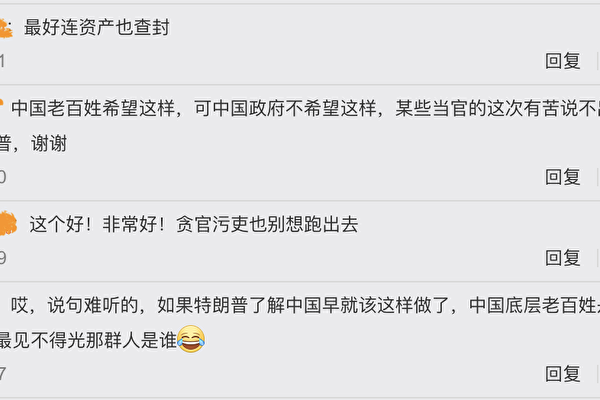 ：最好连资产也查封
1 回复
中国老百姓希望这样，可中国政府不希望这样，某些当官的这次有苦说不
普，谢谢
0 回复
这个好！非常好！贪官污吏也别想跑出去
9 回复
哎，说句难听的，如果特朗普了解中国早就该这样做了，中国底层老百姓
最见不得光那群人是谁😂
7 回复